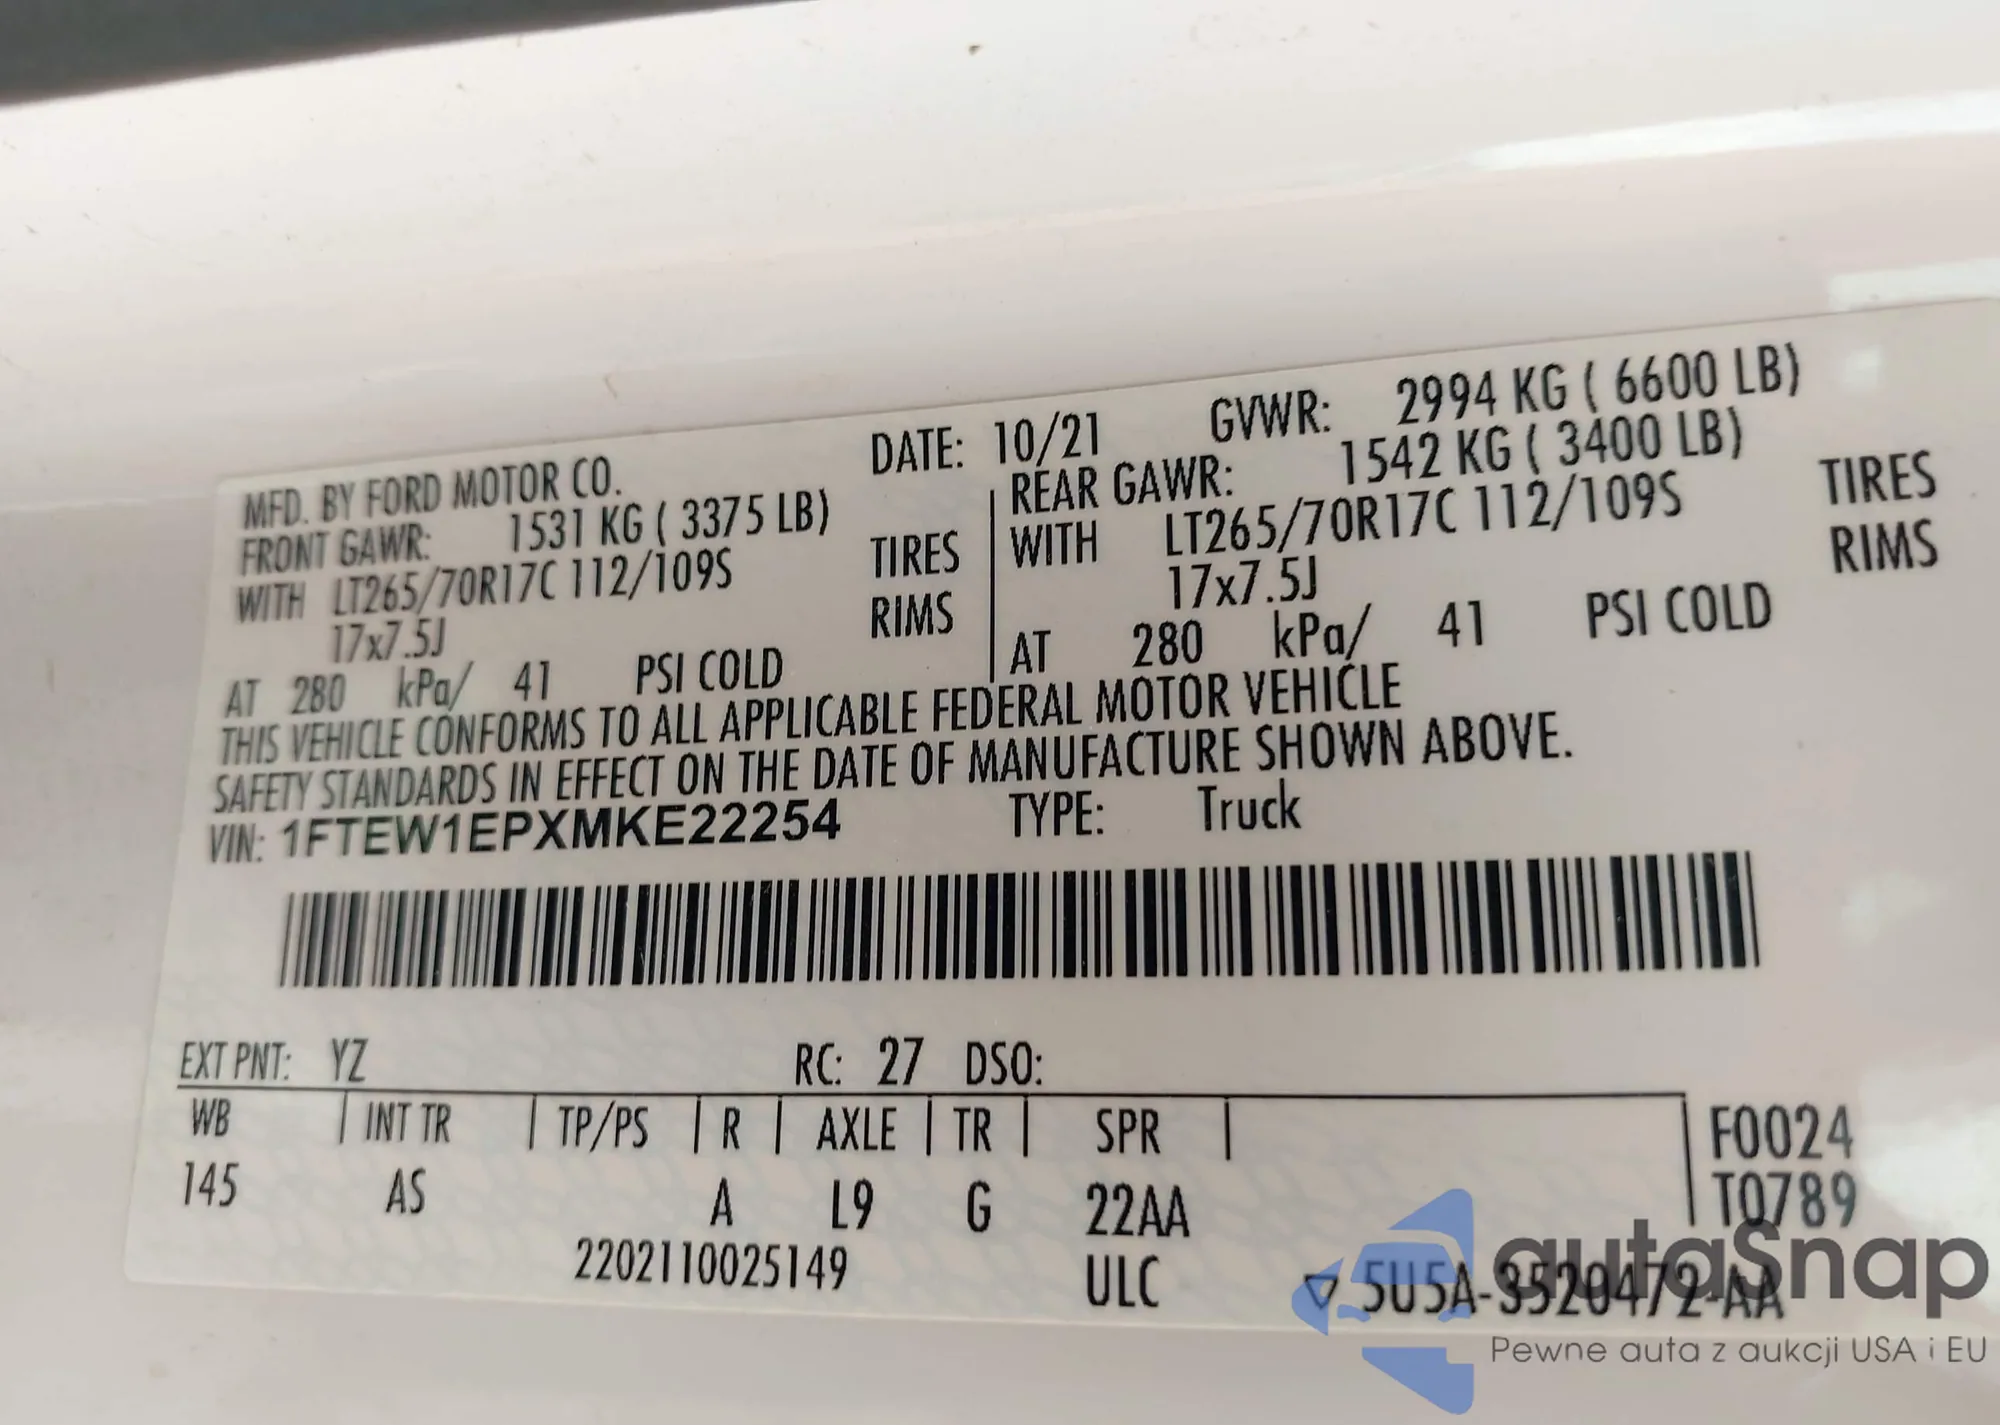 MFD. BY FORD MOTOR CO. DATE: 10/21 GVWR: 2994 KG ( 6600 LB)
FRONT GAWR: 1531 KG ( 3375 LB) REAR GAWR: 1542 KG ( 3400 LB)
WITH LT265/70R17C 112/109S TIRES WITH LT265/70R17C 112/109S TIRES
17x7.5J RIMS 17x7.5J RIMS
AT 280 kPa/ 41 PSI COLD AT 280 kPa/ 41 PSI COLD
THIS VEHICLE CONFORMS TO ALL APPLICABLE FEDERAL MOTOR VEHICLE
SAFETY STANDARDS IN EFFECT ON THE DATE OF MANUFACTURE SHOWN ABOVE.
VIN: 1FTEW1EPXMKE22254 TYPE: Truck
EXT PNT: YZ RC: 27 DSO:
WB | INT TR | TP/PS | R | AXLE | TR | SPR | F0024
145 AS A L9 G 22AA T0789
2202110025149 ULC ▽ 5U5A-3520472-AA
autaSnap
Pewne auta z aukcji USA i EU